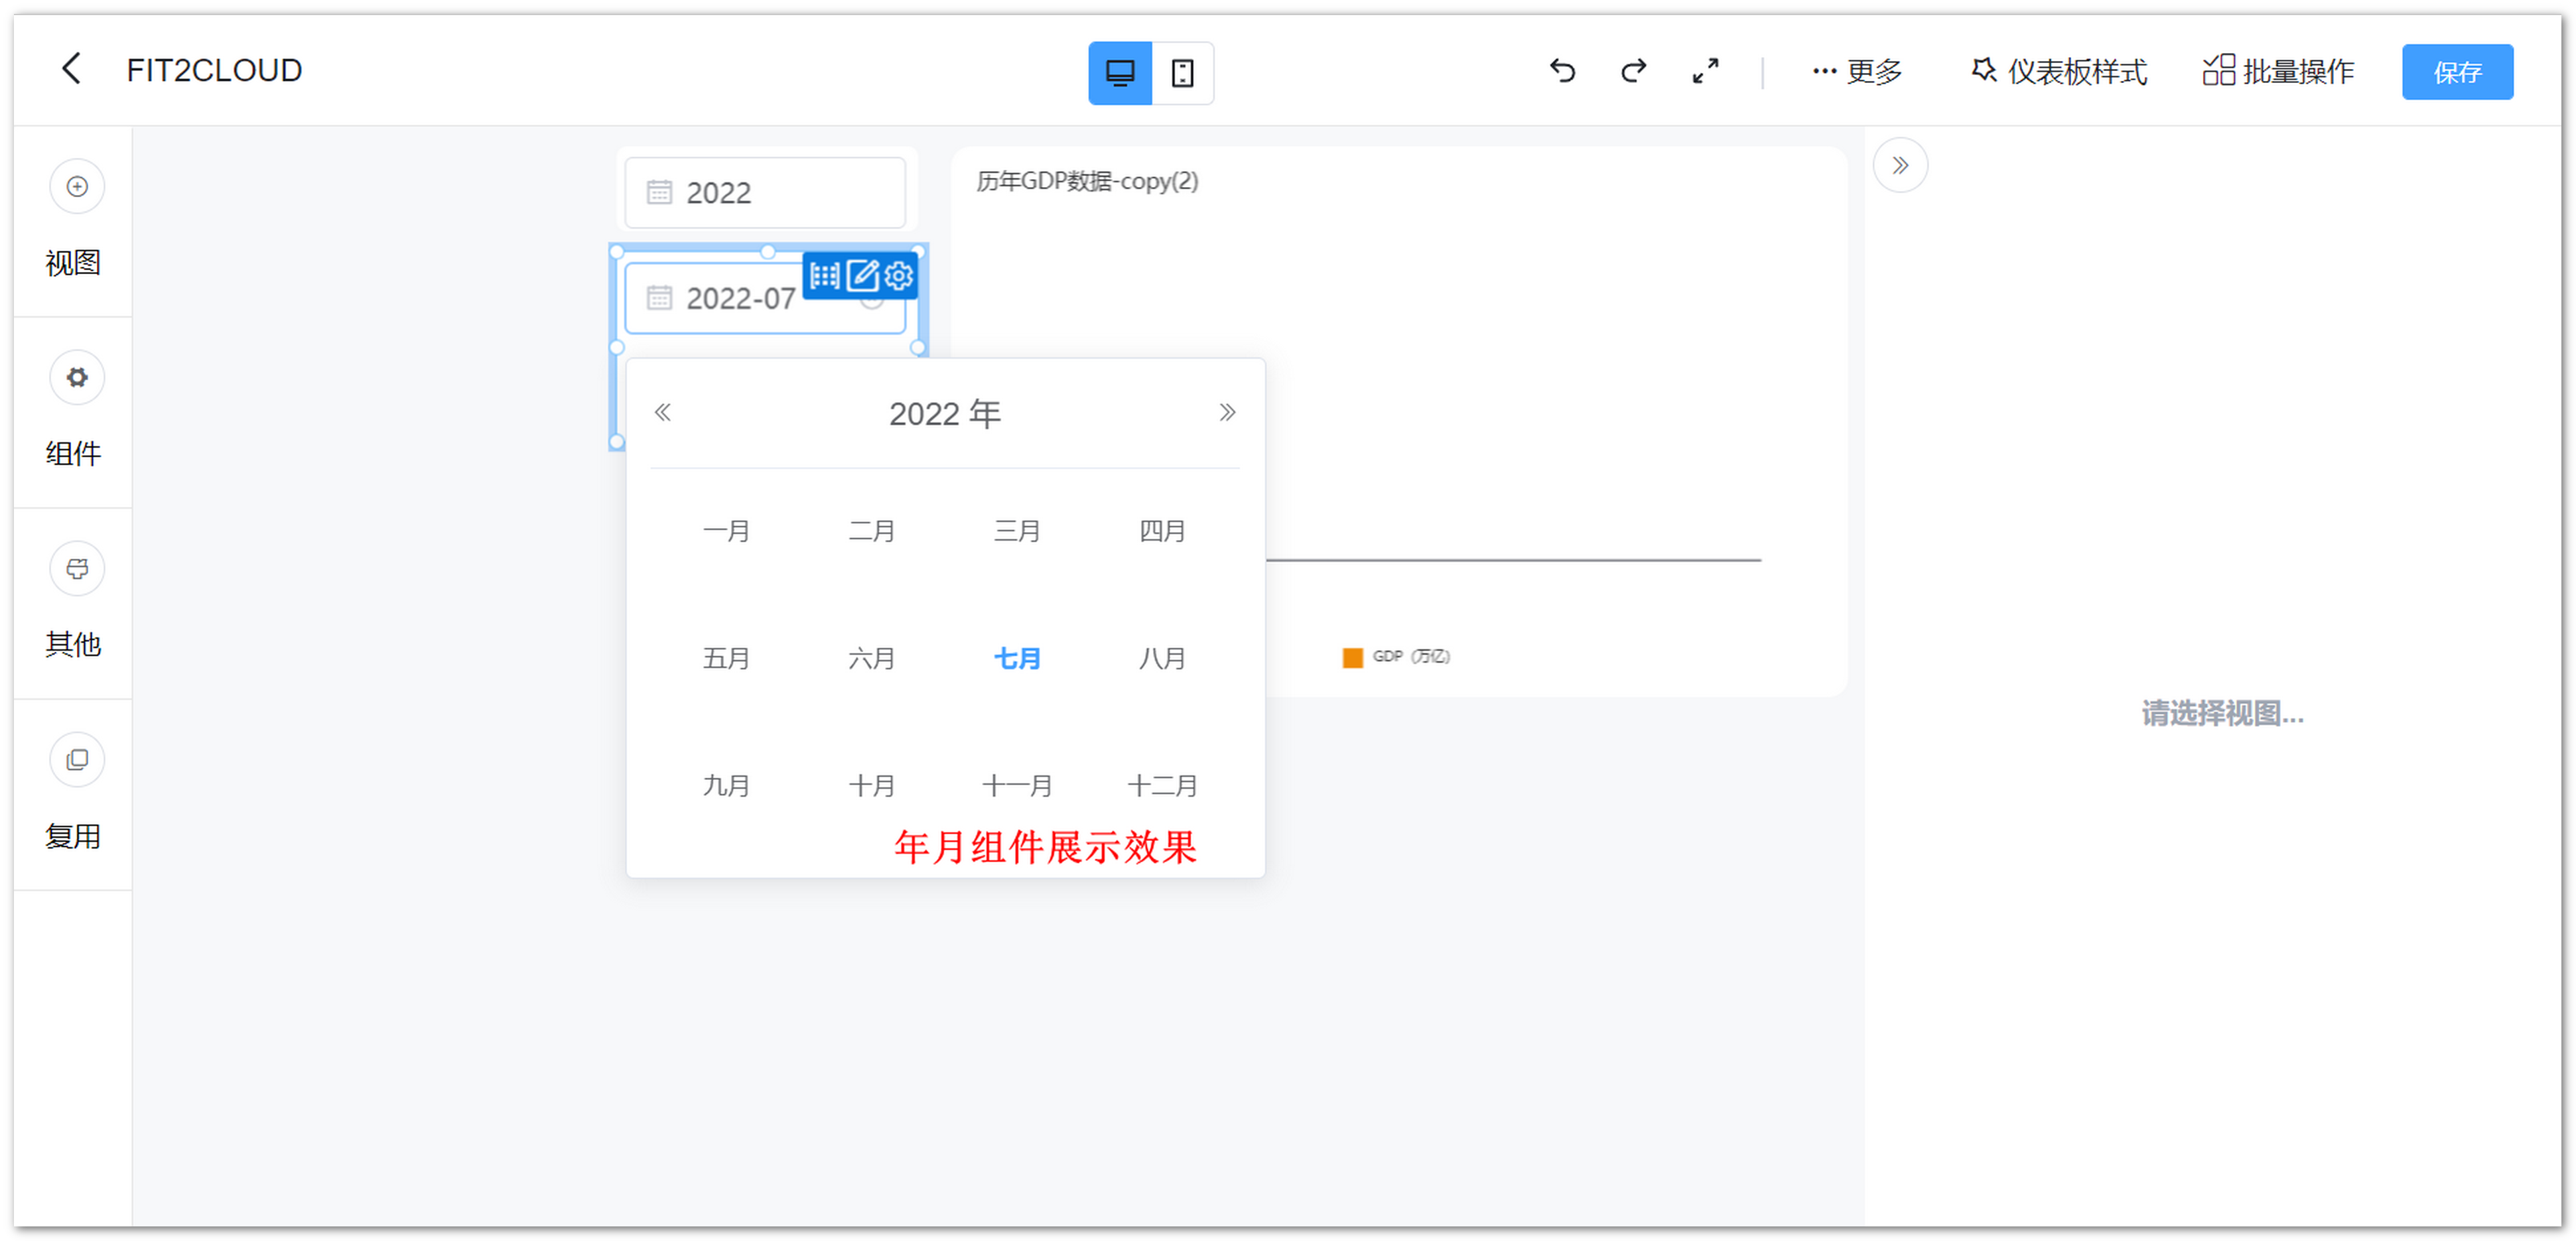 FIT2CLOUD
更多
仪表板样式
批量操作
保存
视图
组件
其他
复用
2022
2022-07
历年GDP数据-copy(2)
2022 年
一月 二月 三月 四月
五月 六月 七月 八月
九月 十月 十一月 十二月
年月组件展示效果
GDP（万亿）
请选择视图...